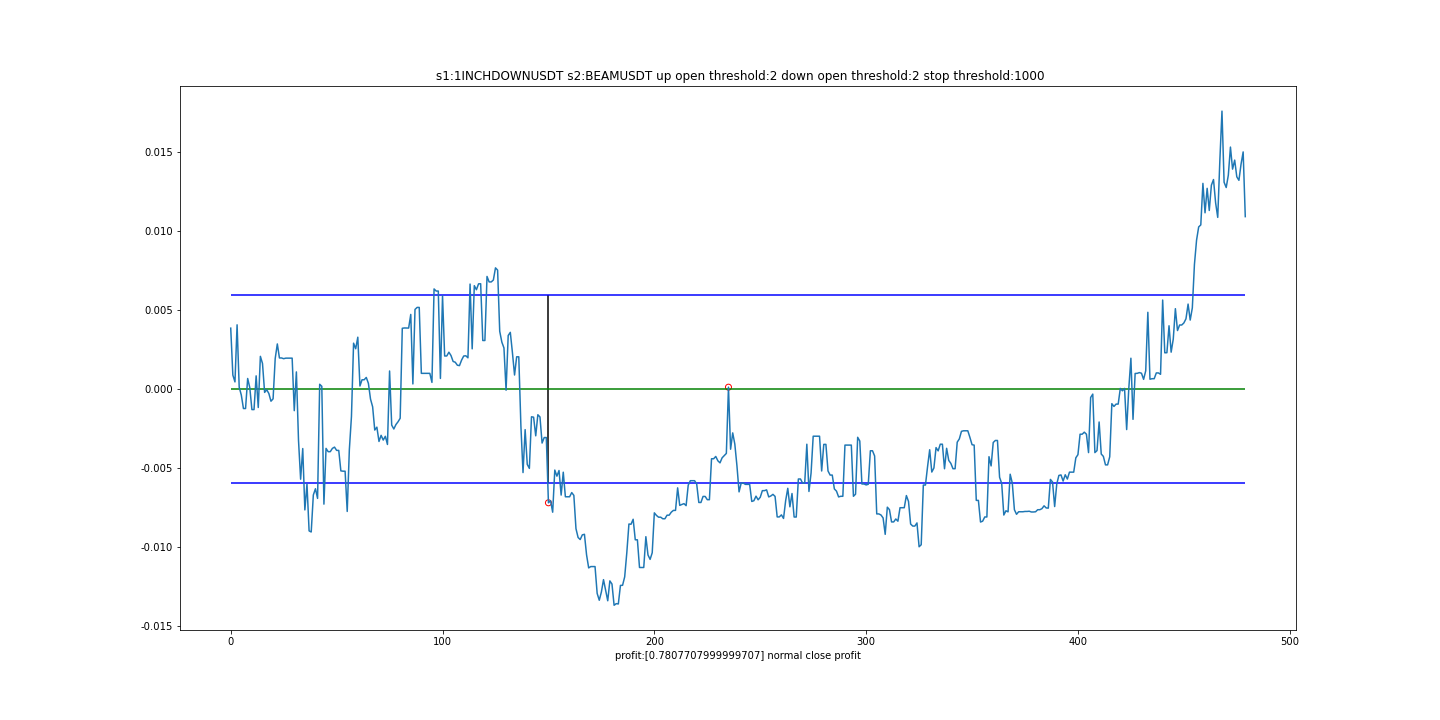 s1:1INCHDOWNUSDT s2:BEAMUSDT up open threshold:2 down open threshold:2 stop threshold:1000
0.015
0.010
0.005
0.000
-0.005
-0.010
-0.015
0 100 200 300 400 500
profit:[0.7807707999999707] normal close profit